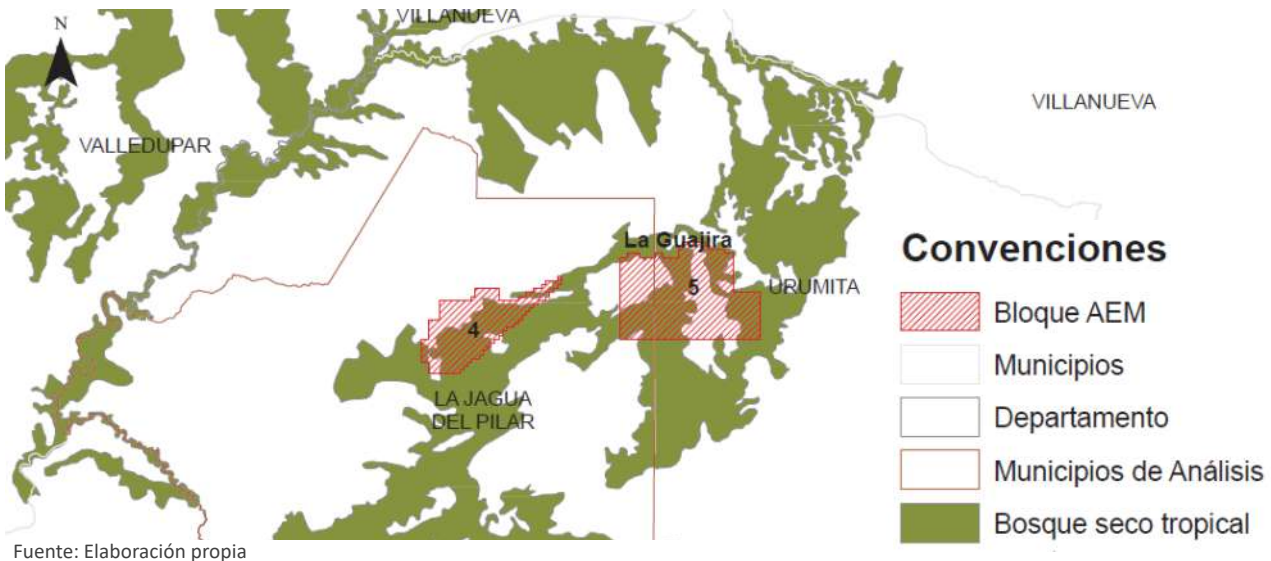 VILLANUEVA
N
VILLANUEVA
VALLEDUPAR
La Guajira
5
URUMITA
4
LA JAGUA
DEL PILAR
Convenciones
Bloque AEM
Municipios
Departamento
Municipios de Análisis
Bosque seco tropical
Fuente: Elaboración propia